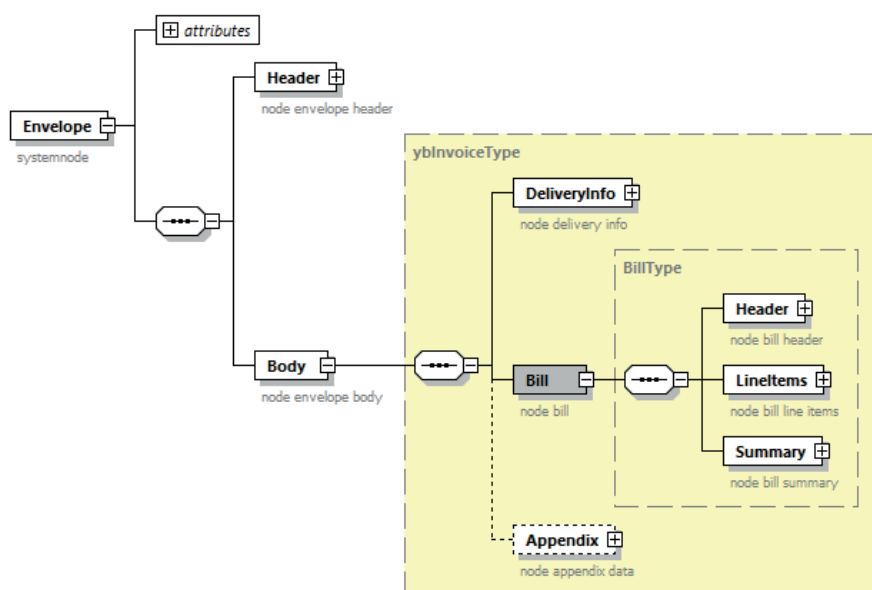 attributes
Header
node envelope header
Envelope
systemnode
ybInvoiceType
DeliveryInfo
node delivery info
BillType
Header
node bill header
Body
node envelope body
Bill
node bill
LineItems
node bill line items
Summary
node bill summary
Appendix
node appendix data